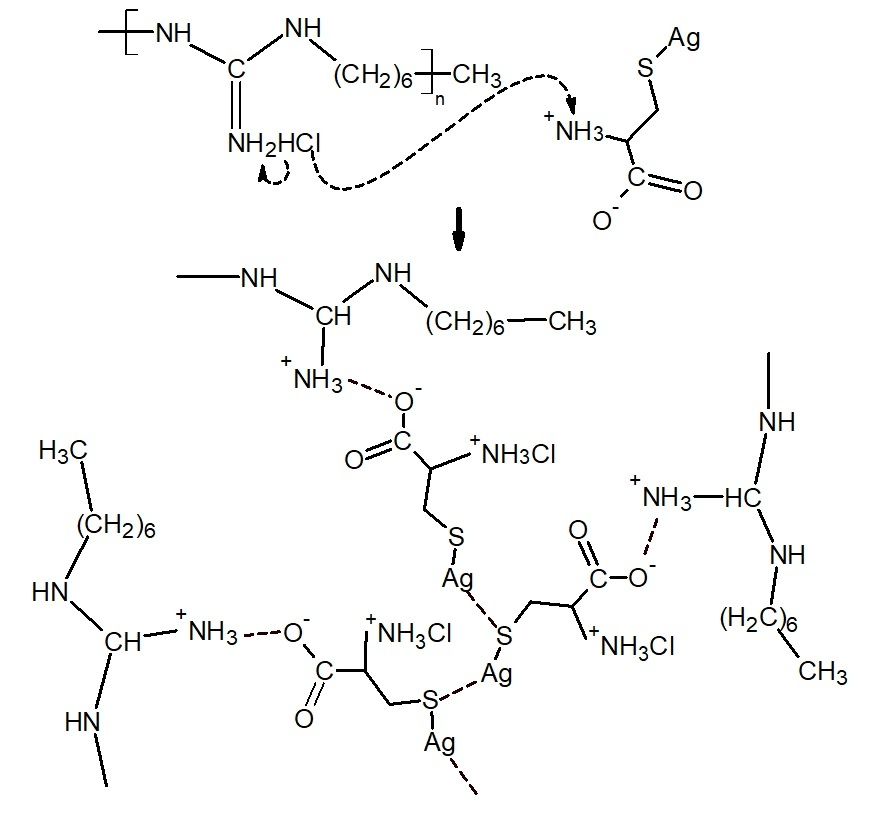 NH NH
C (CH2)6 n CH3
NH2HCl
Ag
S
+NH3
C O
O-
NH NH
CH (CH2)6 CH3
+NH3
O-
C
O +NH3Cl
S
Ag
H3C
(CH2)6
HN
CH +NH3
HN
O-
C
O
+NH3Cl
S
Ag
O
C O-
S
Ag
+NH3Cl
NH
+NH3 HC
NH
(H2C)6
CH3